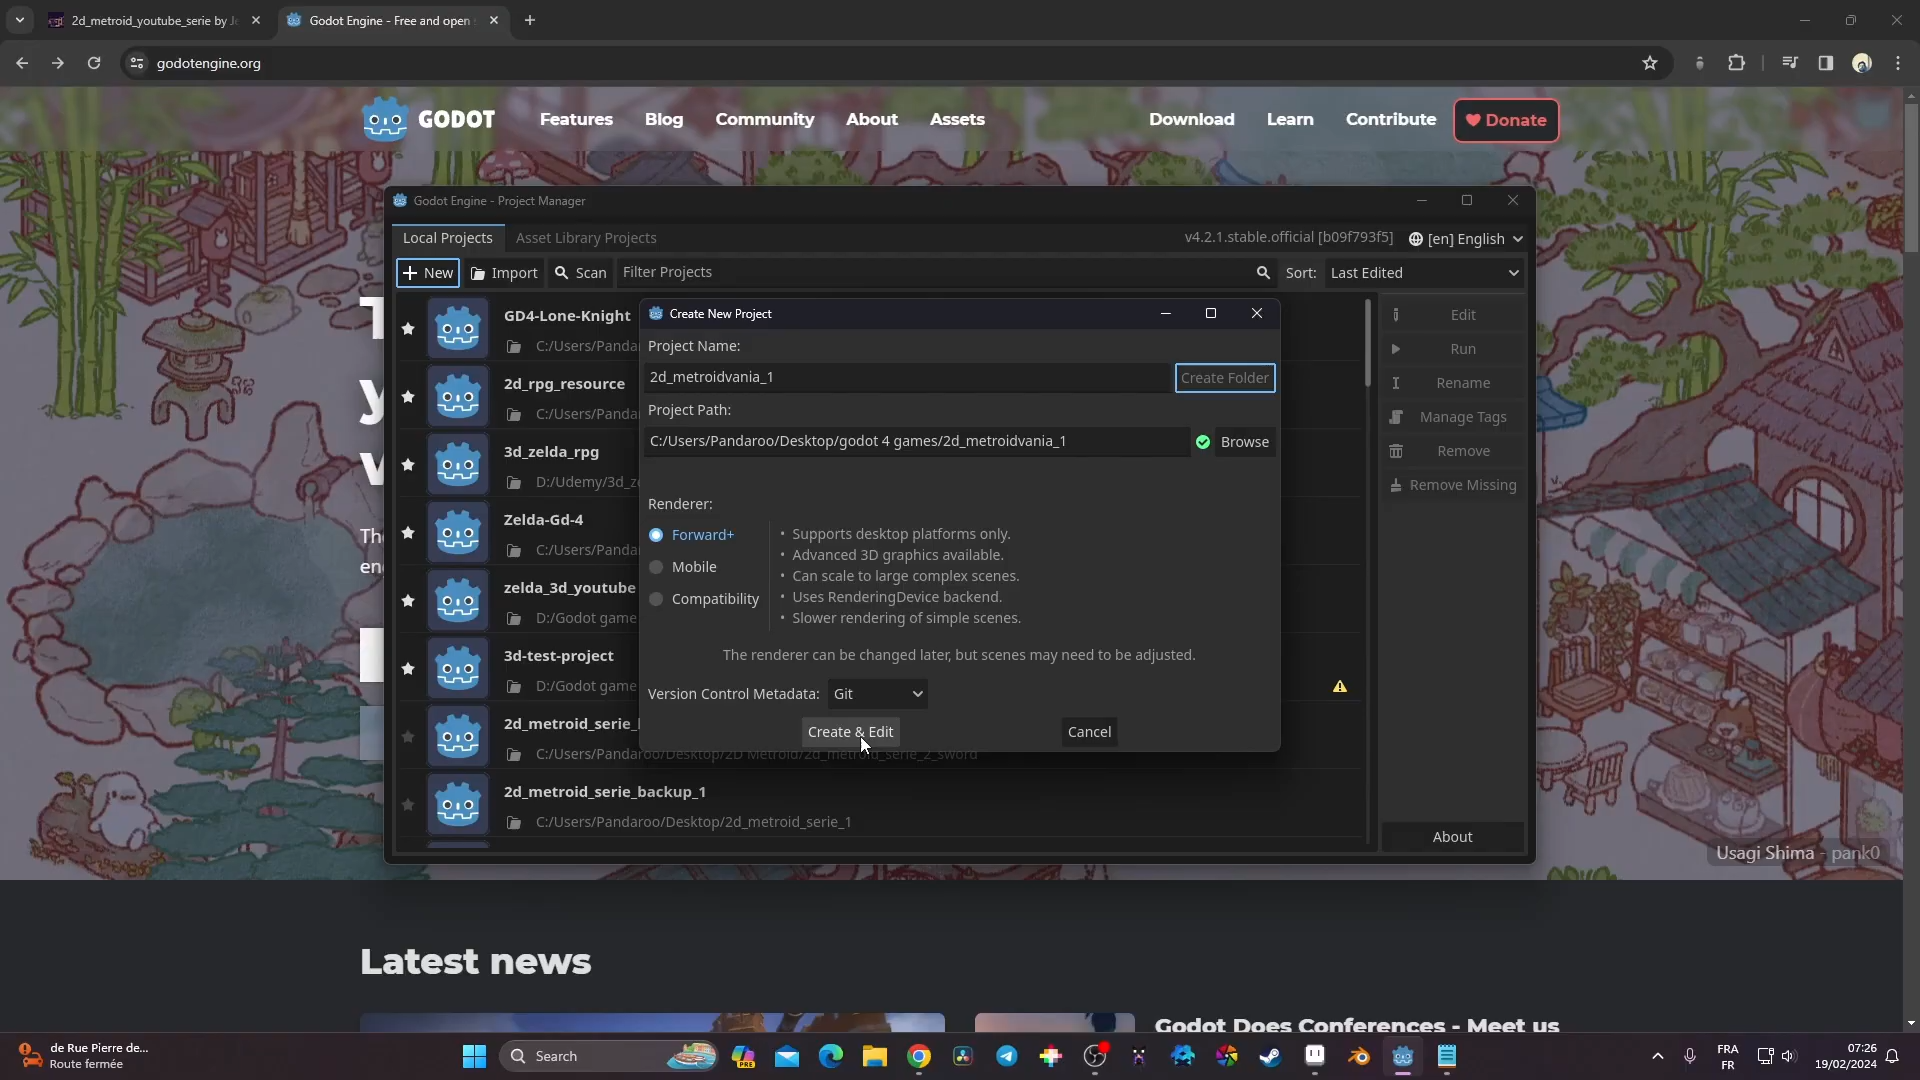 2d_metroid_youtube_serie by Je
Godot Engine - Free and open s
godotengine.org
GODOT
Features
Blog
Community
About
Assets
Download
Learn
Contribute
Donate
Godot Engine - Project Manager
Local Projects
Asset Library Projects
v4.2.1.stable.official [b09f793f5]
[en] English
New
Import
Scan
Filter Projects
Sort:
Last Edited
GD4-Lone-Knight
C:/Users/Panda
2d_rpg_resource
C:/Users/Panda
3d_zelda_rpg
D:/Udemy/3d_z
Zelda-Gd-4
C:/Users/Panda
zelda_3d_youtube
D:/Godot game
3d-test-project
D:/Godot game
2d_metroid_serie_
C:/Users/Pandaroo/Desktop/2D Metroid/2d_metroid_serie_2_sword
2d_metroid_serie_backup_1
C:/Users/Pandaroo/Desktop/2d_metroid_serie_1
Create New Project
Project Name:
2d_metroidvania_1
Create Folder
Project Path:
C:/Users/Pandaroo/Desktop/godot 4 games/2d_metroidvania_1
Browse
Renderer:
Forward+
Mobile
Compatibility
• Supports desktop platforms only.
• Advanced 3D graphics available.
• Can scale to large complex scenes.
• Uses RenderingDevice backend.
• Slower rendering of simple scenes.
The renderer can be changed later, but scenes may need to be adjusted.
Version Control Metadata:
Git
Create & Edit
Cancel
Edit
Run
Rename
Manage Tags
Remove
Remove Missing
About
Usagi Shima - pank0
Latest news
Godot Does Conferences - Meet us
de Rue Pierre de...
Route fermée
Search
PRE
FRA
FR
07:26
19/02/2024